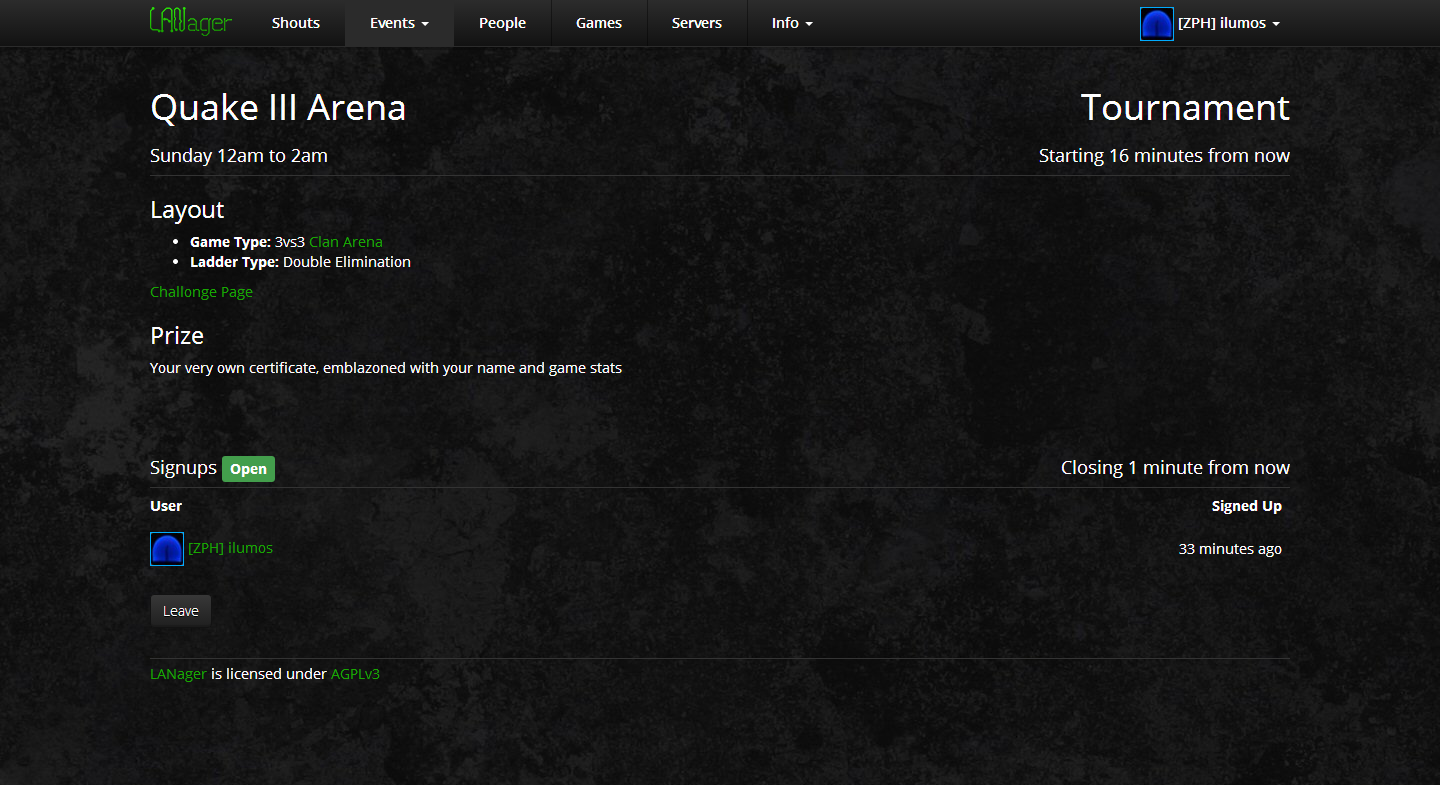 LANager Shouts Events People Games Servers Info [ZPH] ilumos
Quake III Arena Tournament
Sunday 12am to 2am Starting 16 minutes from now
Layout
Game Type: 3vs3 Clan Arena
Ladder Type: Double Elimination
Challonge Page
Prize
Your very own certificate, emblazoned with your name and game stats
Signups Open Closing 1 minute from now
User Signed Up
[ZPH] ilumos 33 minutes ago
Leave
LANager is licensed under AGPLv3